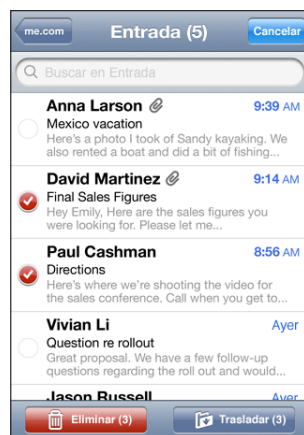 me.com Entrada (5) Cancelar
Buscar en Entrada
Anna Larson 9:39 AM
Mexico vacation
Here's a photo I took of Sandy kayaking. We
also rented a boat and did a bit of fishing...
David Martinez 9:14 AM
Final Sales Figures
Hey Emily, Here are the sales figures you
were looking for. Please let me...
Paul Cashman 8:56 AM
Directions
Here's where we're shooting the video for
the sales conference. Call when you get to...
Vivian Li Ayer
Question re rollout
Great proposal. We have a few follow-up
questions regarding the roll out and would...
Jason Russell Ayer
Eliminar (3) Trasladar (3)